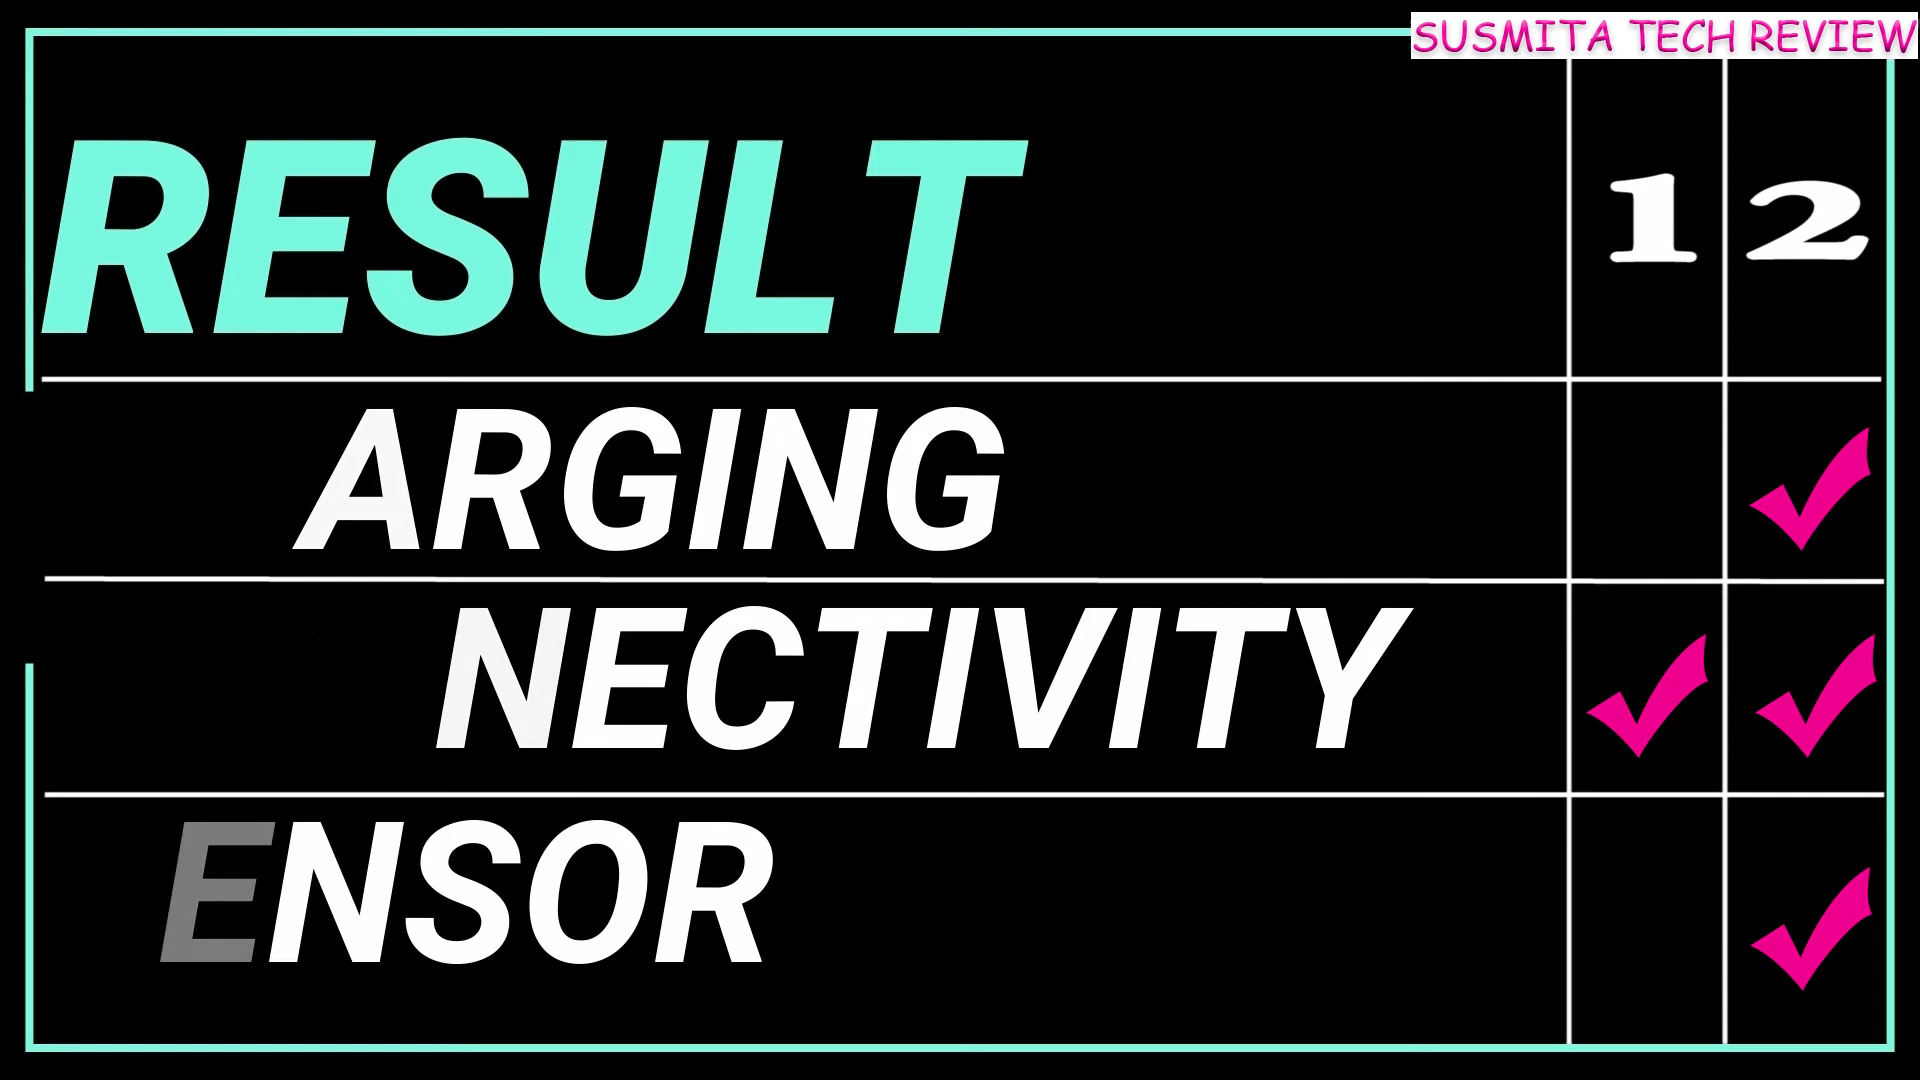 SUSMITA TECH REVIEW
RESULT 1 2
ARGING
NECTIVITY
ENSOR